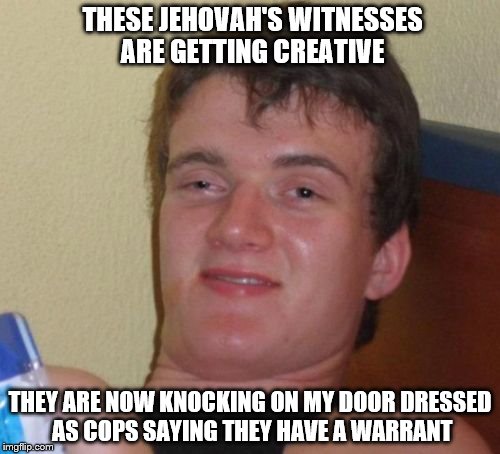 THESE JEHOVAH'S WITNESSES
ARE GETTING CREATIVE
THEY ARE NOW KNOCKING ON MY DOOR DRESSED
AS COPS SAYING THEY HAVE A WARRANT
imgflip.com